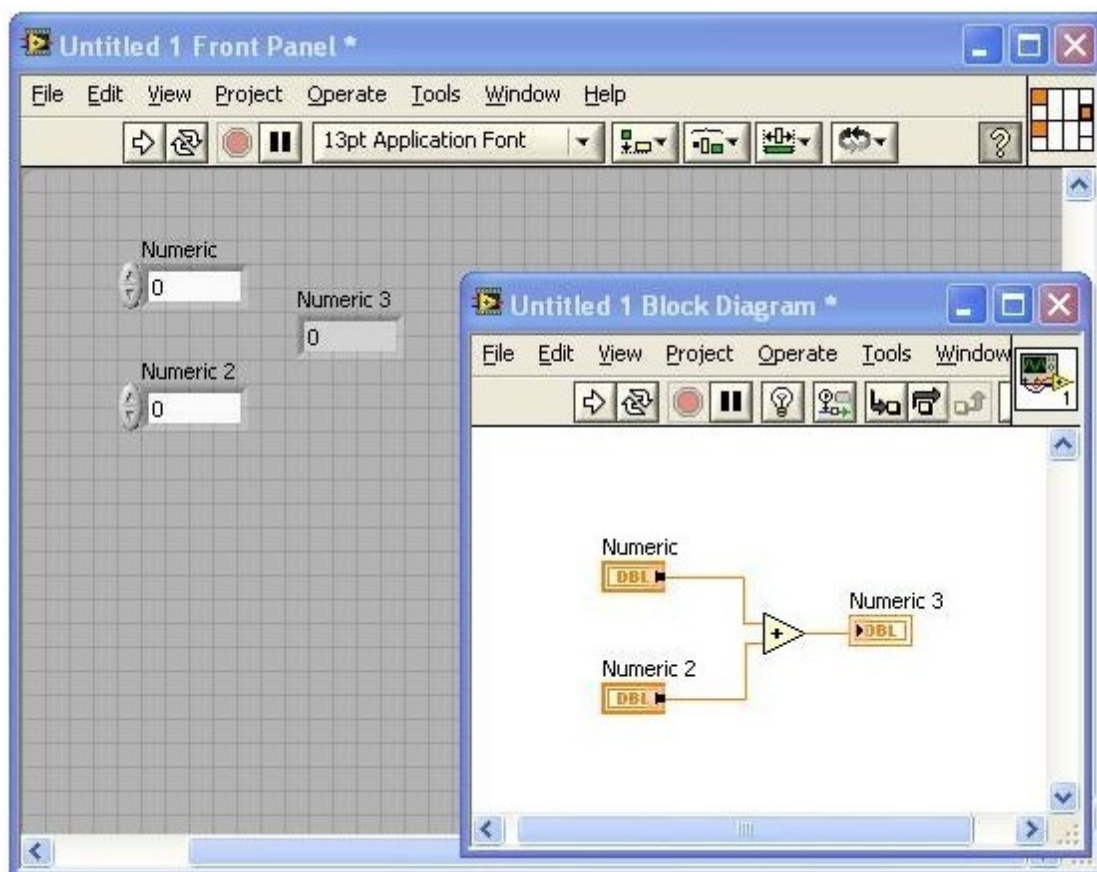 Untitled 1 Front Panel *
File Edit View Project Operate Tools Window Help
13pt Application Font
?
Numeric
0
Numeric 3
0
Numeric 2
0
Untitled 1 Block Diagram *
File Edit View Project Operate Tools Window
1
Numeric
DBL
+
Numeric 3
DBL
Numeric 2
DBL